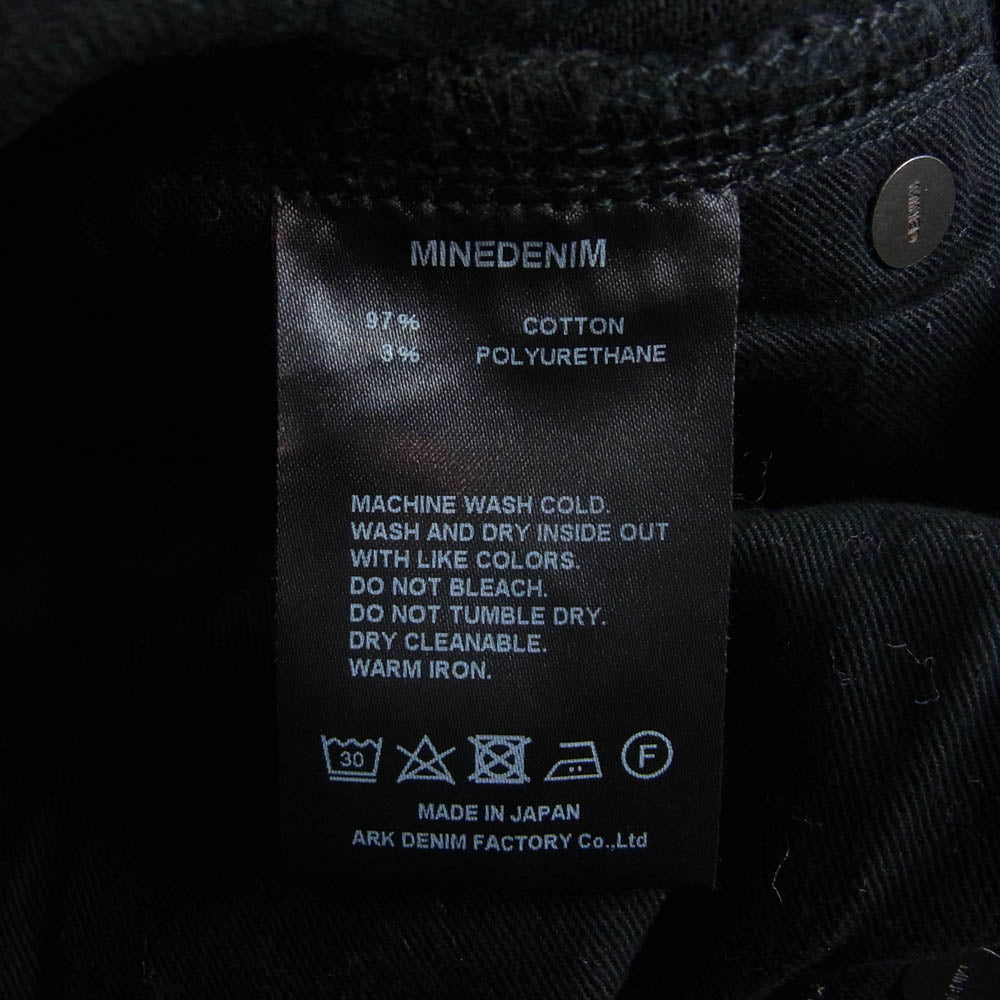 MINEDENIM
97% COTTON
3% POLYURETHANE
MACHINE WASH COLD.
WASH AND DRY INSIDE OUT
WITH LIKE COLORS.
DO NOT BLEACH.
DO NOT TUMBLE DRY.
DRY CLEANABLE.
WARM IRON.
30 F
MADE IN JAPAN
ARK DENIM FACTORY Co.,Ltd